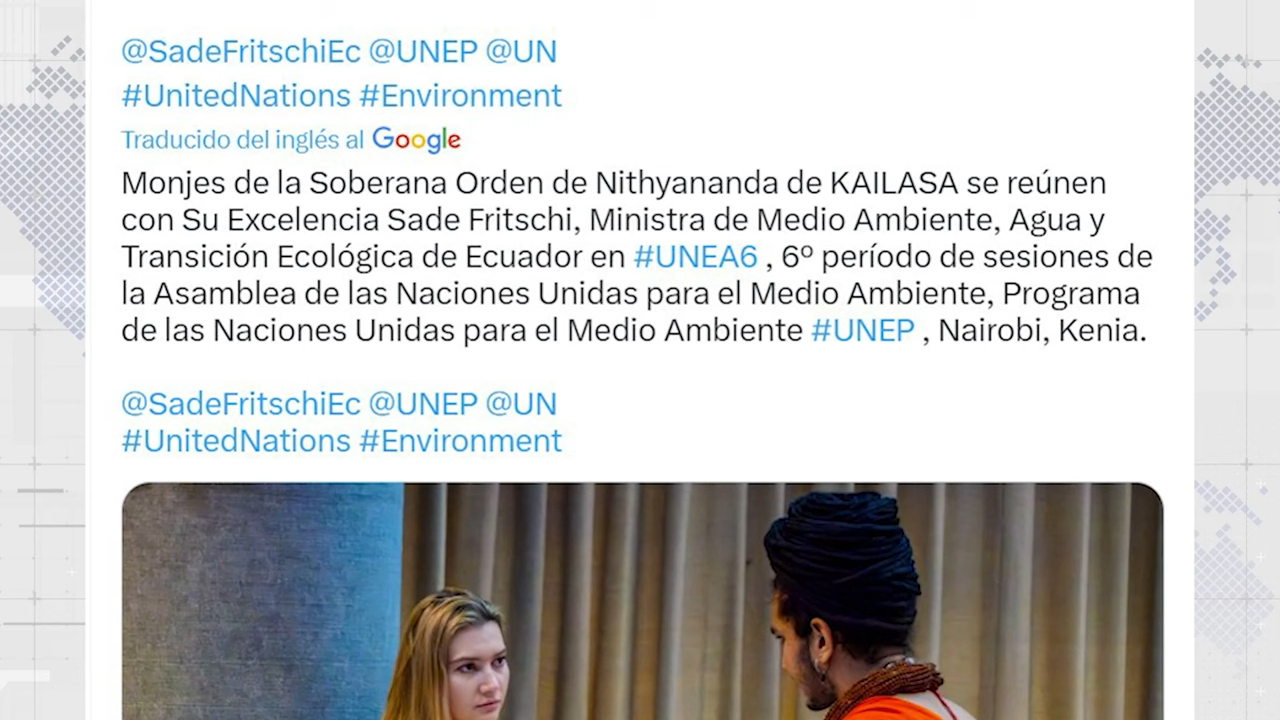 @SadeFritschiEc @UNEP @UN
#UnitedNations #Environment
Traducido del inglés al Google
Monjes de la Soberana Orden de Nithyananda de KAILASA se reúnen
con Su Excelencia Sade Fritschi, Ministra de Medio Ambiente, Agua y
Transición Ecológica de Ecuador en #UNEA6 , 6º período de sesiones de
la Asamblea de las Naciones Unidas para el Medio Ambiente, Programa
de las Naciones Unidas para el Medio Ambiente #UNEP , Nairobi, Kenia.
@SadeFritschiEc @UNEP @UN
#UnitedNations #Environment